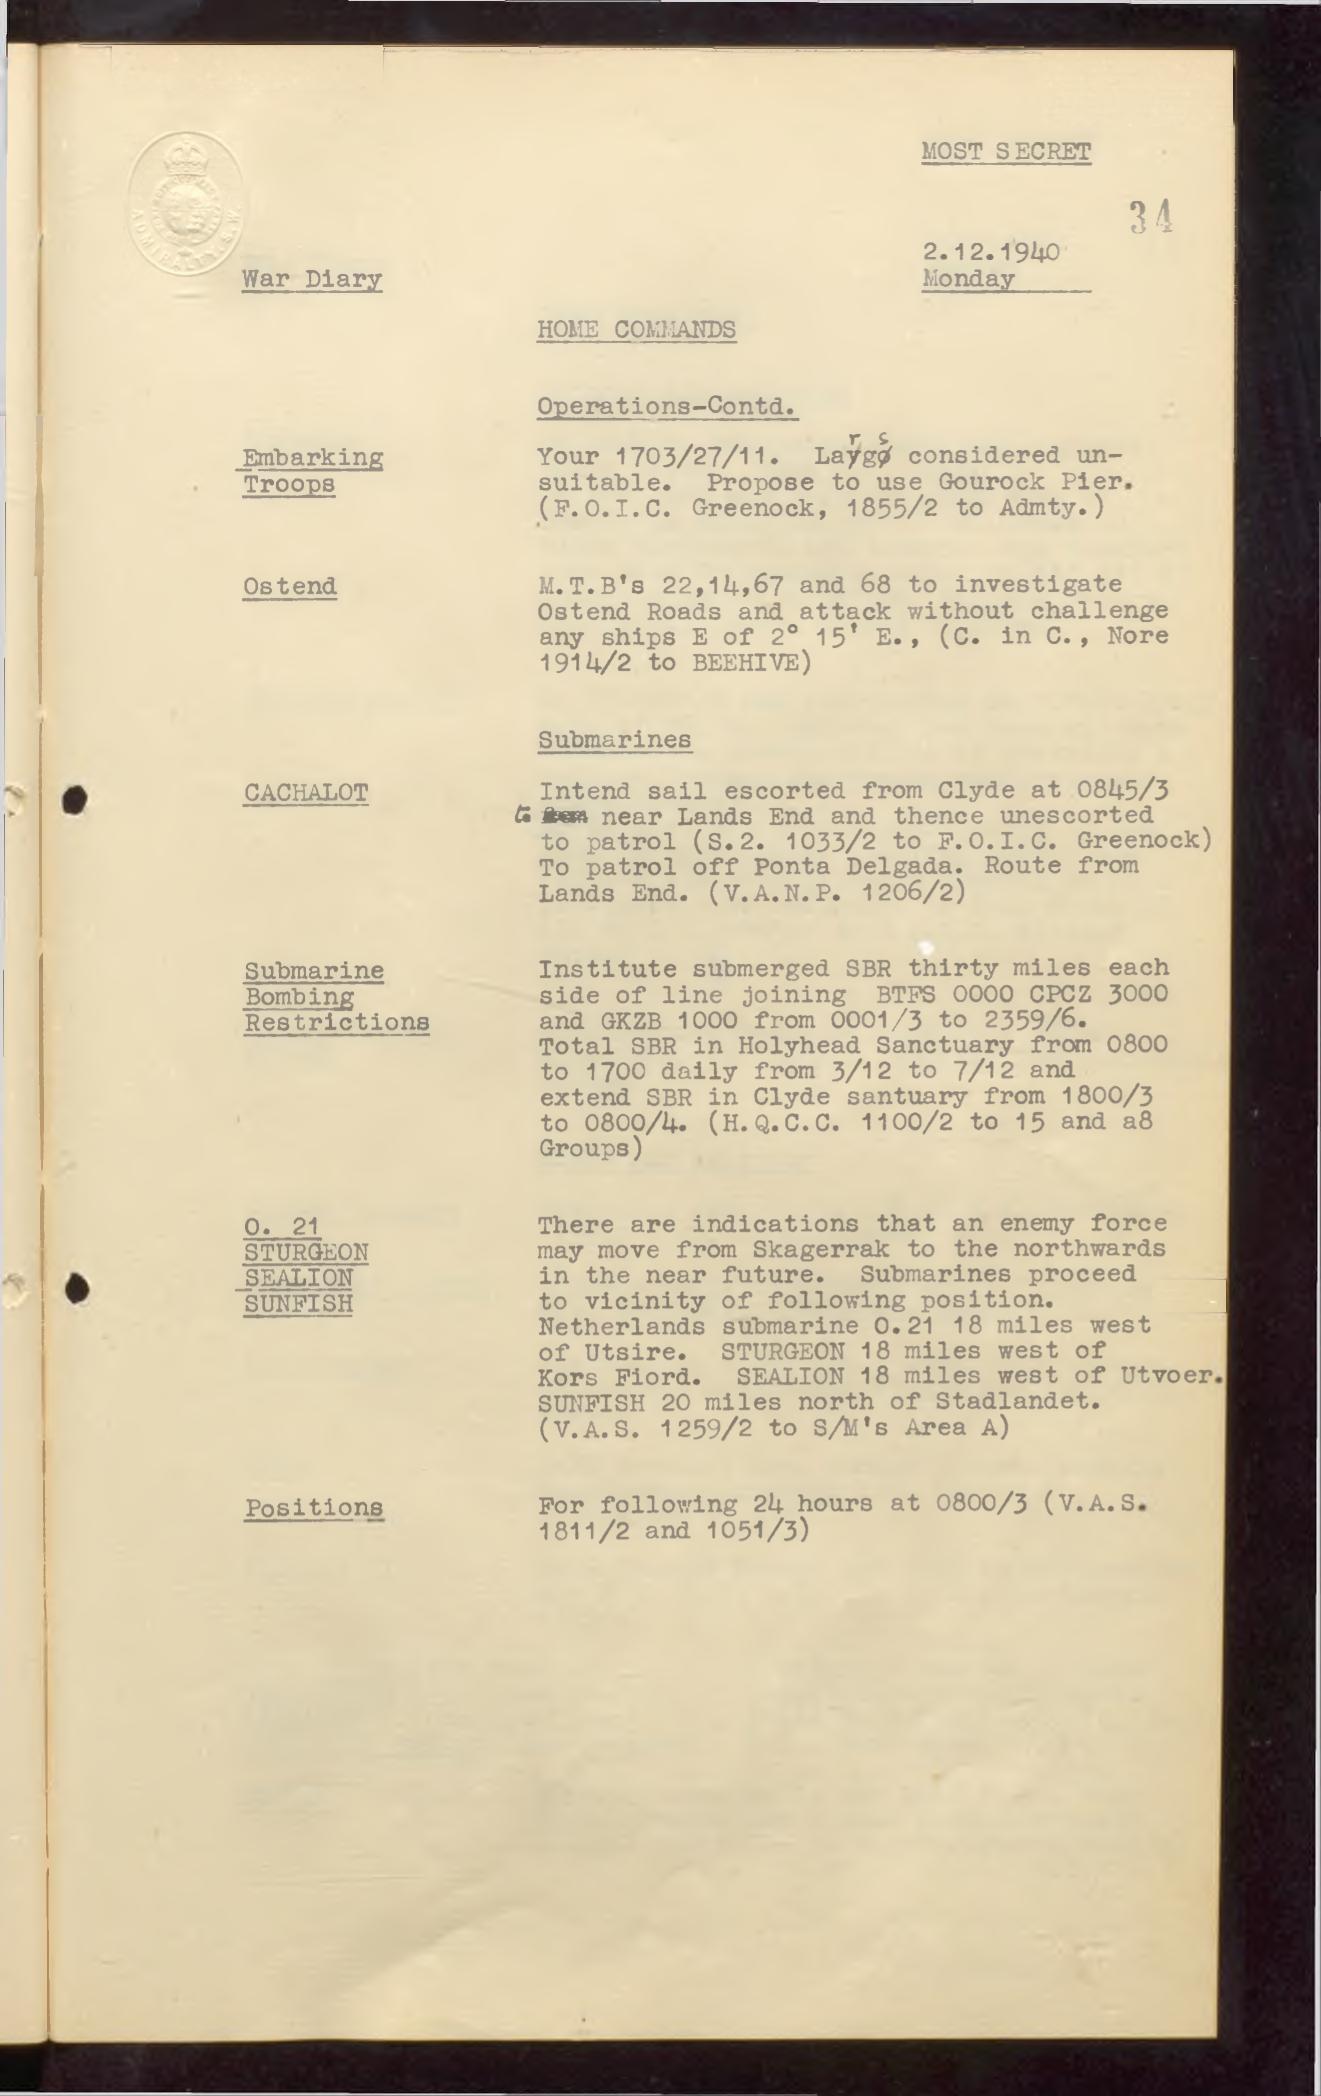 ADMIRALTY.S.W.
MOST SECRET
34
2.12.1940
Monday
War Diary
HOME COMMANDS
Operations-Contd.
Embarking
Troops
Your 1703/27/11. Largs considered un-
suitable. Propose to use Gourock Pier.
(F.O.I.C. Greenock, 1855/2 to Admty.)
Ostend
M.T.B's 22,14,67 and 68 to investigate
Ostend Roads and attack without challenge
any ships E of 2° 15' E., (C. in C., Nore
1914/2 to BEEHIVE)
Submarines
CACHALOT
Intend sail escorted from Clyde at 0845/3
to near Lands End and thence unescorted
to patrol (S.2. 1033/2 to F.O.I.C. Greenock)
To patrol off Ponta Delgada. Route from
Lands End. (V.A.N.P. 1206/2)
Submarine
Bombing
Restrictions
Institute submerged SBR thirty miles each
side of line joining BTFS 0000 CPCZ 3000
and GKZB 1000 from 0001/3 to 2359/6.
Total SBR in Holyhead Sanctuary from 0800
to 1700 daily from 3/12 to 7/12 and
extend SBR in Clyde santuary from 1800/3
to 0800/4. (H.Q.C.C. 1100/2 to 15 and a8
Groups)
O. 21
STURGEON
SEALION
SUNFISH
There are indications that an enemy force
may move from Skagerrak to the northwards
in the near future. Submarines proceed
to vicinity of following position.
Netherlands submarine O.21 18 miles west
of Utsire. STURGEON 18 miles west of
Kors Fiord. SEALION 18 miles west of Utvoer.
SUNFISH 20 miles north of Stadlandet.
(V.A.S. 1259/2 to S/M's Area A)
Positions
For following 24 hours at 0800/3 (V.A.S.
1811/2 and 1051/3)